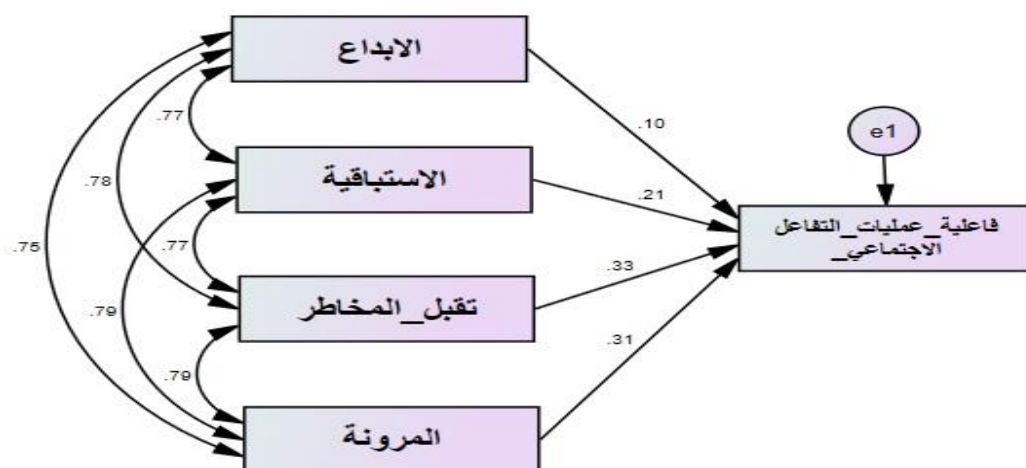 الابداع
.77
.10
e1
.78
الاستباقية
.21
فاعلية_عمليات_التفاعل
الاجتماعي_
.75
.77
.33
.79
تقبل_المخاطر
.31
.79
المرونة